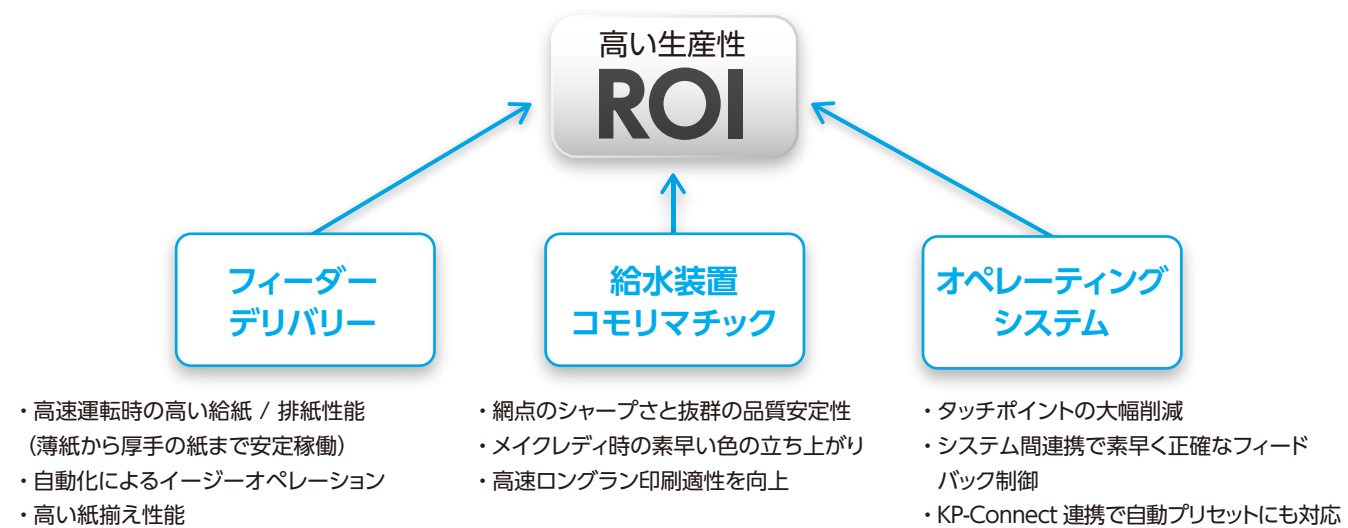 高い生産性
ROI
フィーダー
デリバリー
給水装置
コモリマチック
オペレーティング
システム
・高速運転時の高い給紙 / 排紙性能
（薄紙から厚手の紙まで安定稼働）
・自動化によるイージーオペレーション
・高い紙揃え性能
・網点のシャープさと抜群の品質安定性
・メイクレディ時の素早い色の立ち上がり
・高速ロングラン印刷適性を向上
・タッチポイントの大幅削減
・システム間連携で素早く正確なフィード
バック制御
・KP-Connect 連携で自動プリセットにも対応